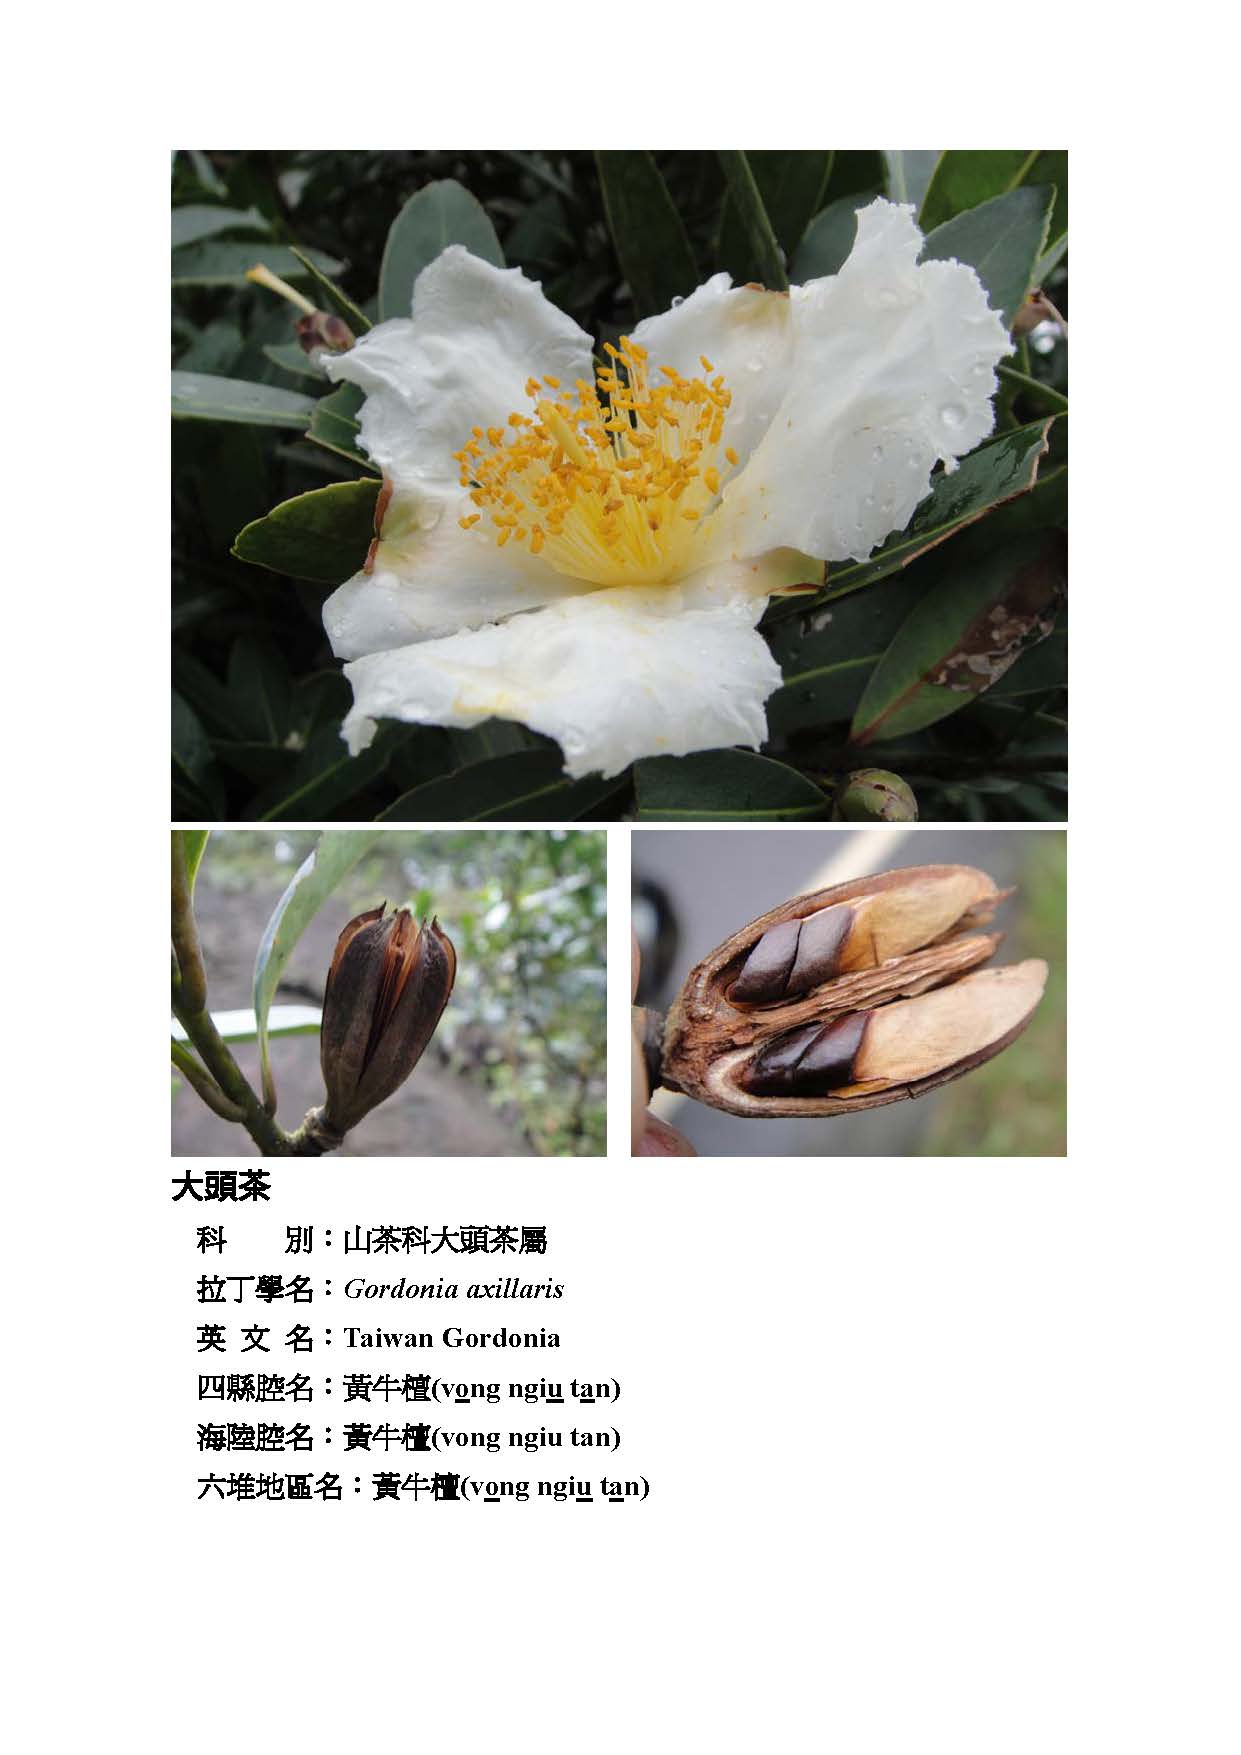 大頭茶
科　　別：山茶科大頭茶屬
拉丁學名：Gordonia axillaris
英 文 名：Taiwan Gordonia
四縣腔名：黃牛檀(vong ngiu tan)
海陸腔名：黃牛檀(vong ngiu tan)
六堆地區名：黃牛檀(vong ngiu tan)